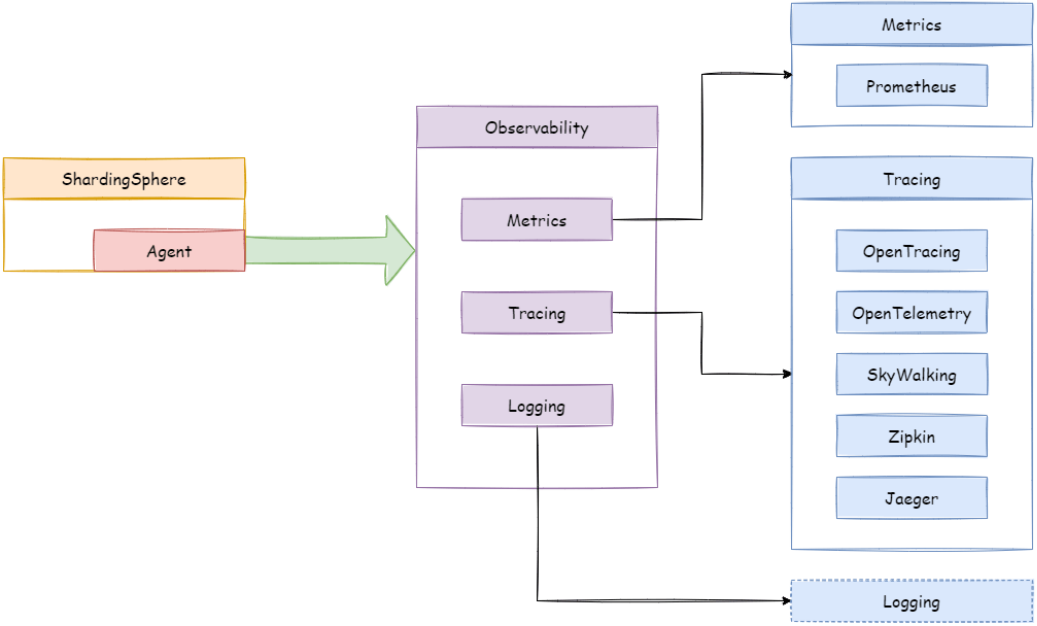 ShardingSphere
Agent
Observability
Metrics
Tracing
Logging
Metrics
Prometheus
Tracing
OpenTracing
OpenTelemetry
SkyWalking
Zipkin
Jaeger
Logging